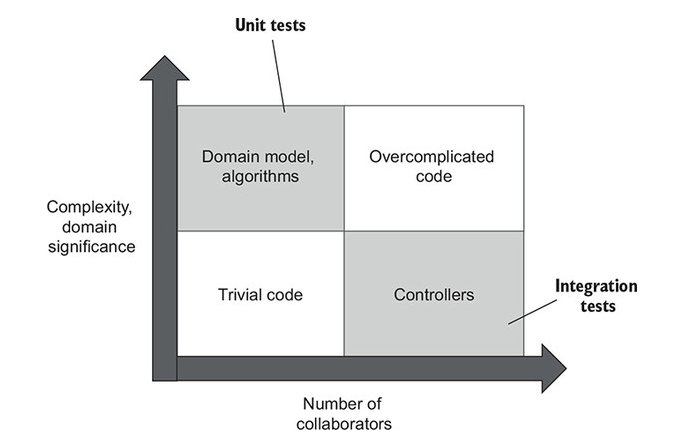 Unit tests
Domain model,
algorithms
Overcomplicated
code
Complexity,
domain
significance
Trivial code
Controllers
Integration
tests
Number of
collaborators